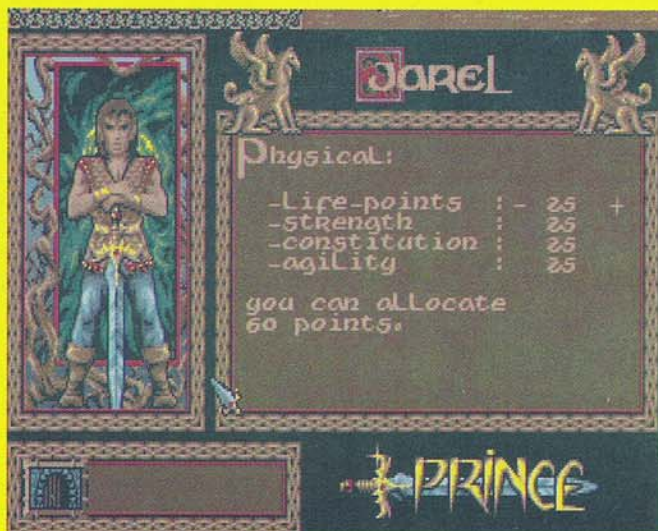 JAREL
Physical:
-Life-points : - 25 +
-strength : 25
-constitution : 25
-agility : 25
you can allocate
60 points.
PRINCE